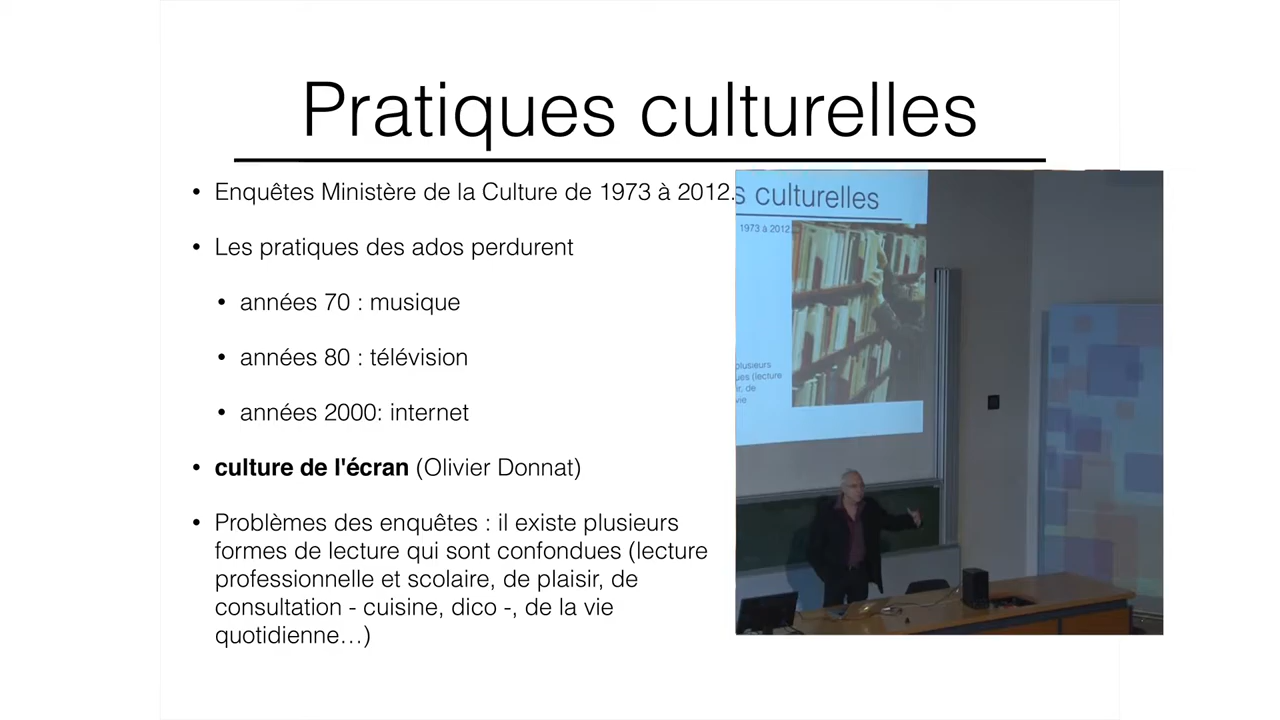 Pratiques culturelles
• Enquêtes Ministère de la Culture de 1973 à 2012.
• Les pratiques des ados perdurent
• années 70 : musique
• années 80 : télévision
• années 2000: internet
• culture de l'écran (Olivier Donnat)
• Problèmes des enquêtes : il existe plusieurs
formes de lecture qui sont confondues (lecture
professionnelle et scolaire, de plaisir, de
consultation - cuisine, dico -, de la vie
quotidienne…)
s culturelles
1973 à 2012.
plusieurs
ues (lecture
ir, de
vie